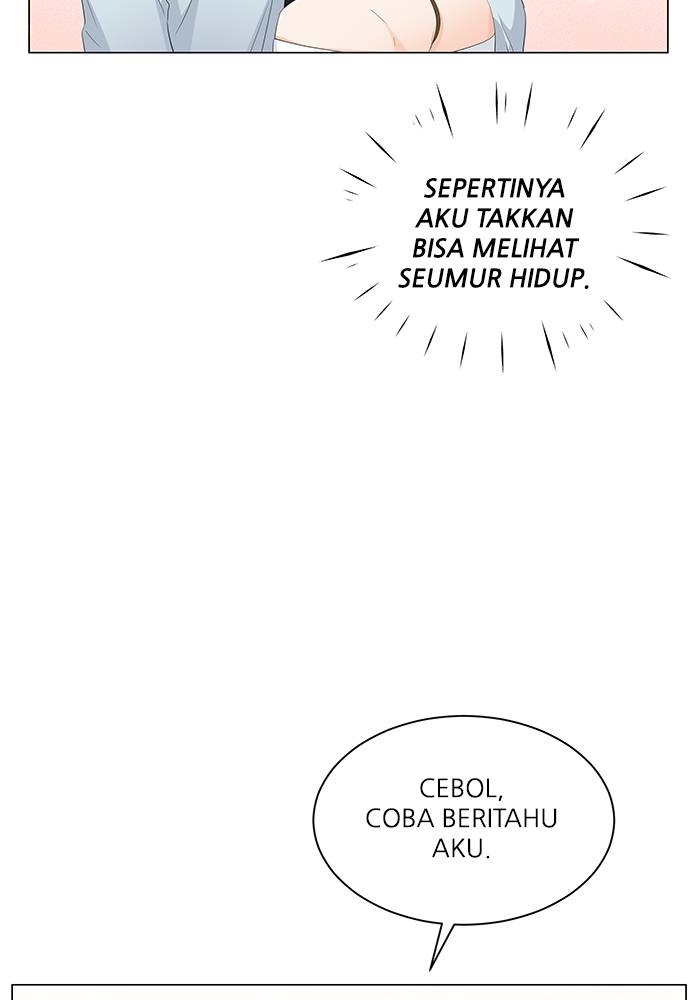 SEPERTINYA
AKU TAKKAN
BISA MELIHAT
SEUMUR HIDUP.
CEBOL,
COBA BERITAHU
AKU.